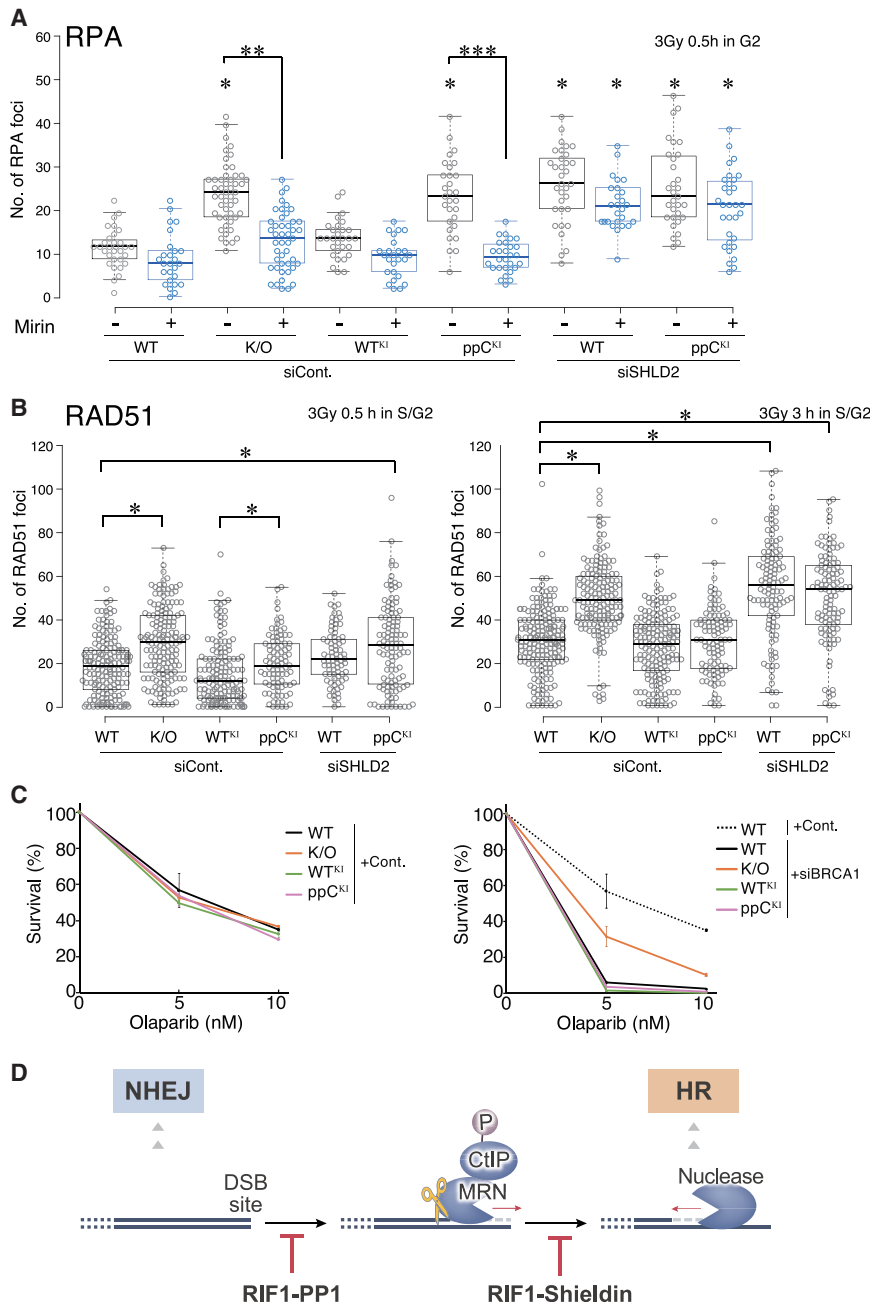 A
RPA
3Gy 0.5h in G2
No. of RPA foci
60
50
40
30
20
10
0
* ** * *** * * * *
Mirin - + - + - + - + - + - +
WT K/O WT^KI ppC^KI WT ppC^KI
siCont. siSHLD2
B
RAD51
3Gy 0.5 h in S/G2
No. of RAD51 foci
120
100
80
60
40
20
0
* * *
WT K/O WT^KI ppC^KI WT ppC^KI
siCont. siSHLD2
3Gy 3 h in S/G2
No. of RAD51 foci
120
100
80
60
40
20
0
* * *
WT K/O WT^KI ppC^KI WT ppC^KI
siCont. siSHLD2
C
Survival (%)
100
80
60
40
20
0
0 5 10
Olaparib (nM)
WT
K/O
WT^KI
ppC^KI
+Cont.
Survival (%)
100
80
60
40
20
0
0 5 10
Olaparib (nM)
WT +Cont.
WT
K/O
WT^KI
ppC^KI
+siBRCA1
D
NHEJ
HR
P
CtIP
MRN
Nuclease
DSB
site
RIF1-PP1
RIF1-Shieldin